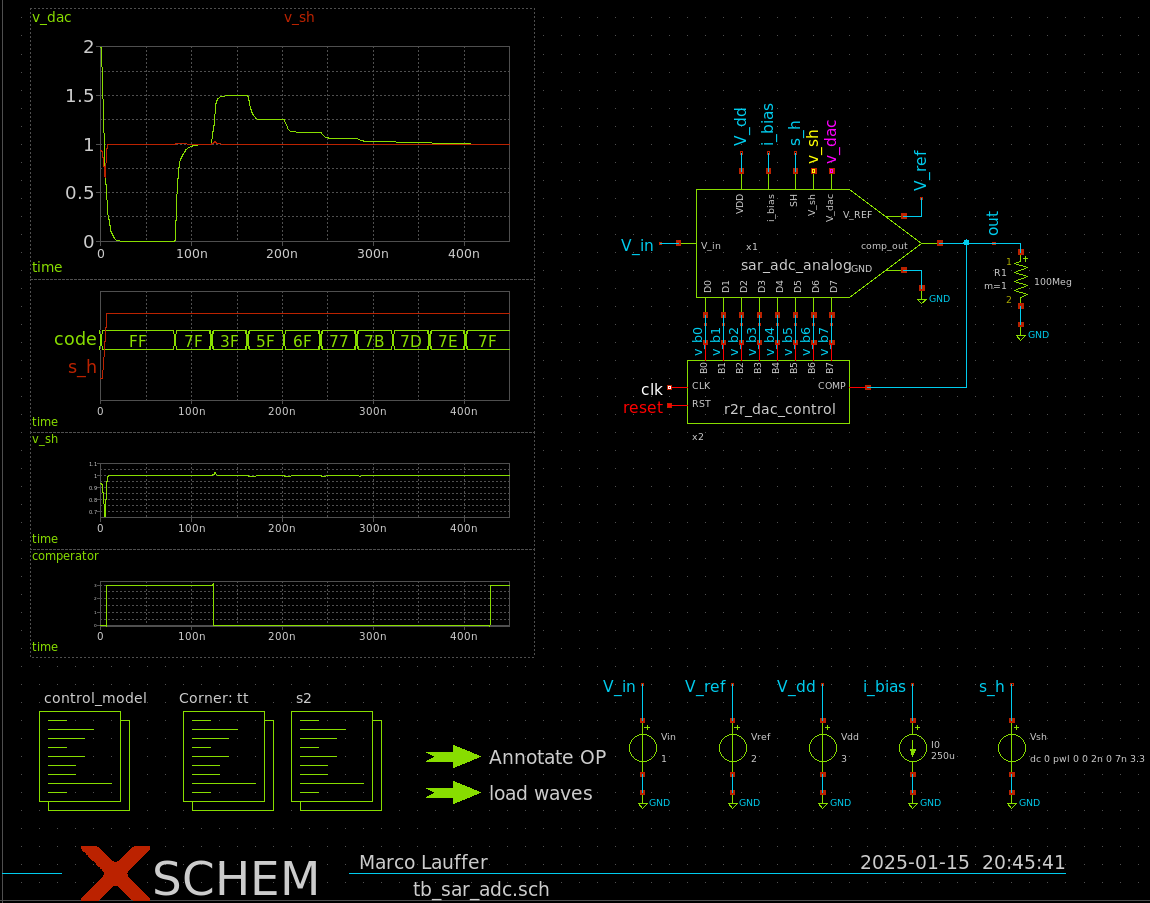 v_dac v_sh
2
1.5
1
0.5
0
0 100n 200n 300n 400n
time
code FF 7F 3F 5F 6F 77 7B 7D 7E 7F
s_h
0 100n 200n 300n 400n
time
v_sh
1.1
1
0.9
0.8
0.7
0 100n 200n 300n 400n
time
comperator
0 100n 200n 300n 400n
time
V_dd i_bias s_h v_sh v_dac
V_ref
out
VDD i_bias SH V_sh V_dac
V_REF
V_in V_in x1 comp_out
sar_adc_analog
GND
GND
D0 D1 D2 D3 D4 D5 D6 D7
1 +
R1
m=1
100Meg
2
GND
v_b0 v_b1 v_b2 v_b3 v_b4 v_b5 v_b6 v_b7
B0 B1 B2 B3 B4 B5 B6 B7
clk CLK COMP
reset RST
r2r_dac_control
x2
V_in V_ref V_dd i_bias s_h
+ + + + +
Vin Vref Vdd I0 Vsh
1 2 3 250u dc 0 pwl 0 0 2n 0 7n 3.3
GND GND GND GND GND
control_model Corner: tt s2
Annotate OP
load waves
XSCHEM
Marco Lauffer
2025-01-15 20:45:41
tb_sar_adc.sch